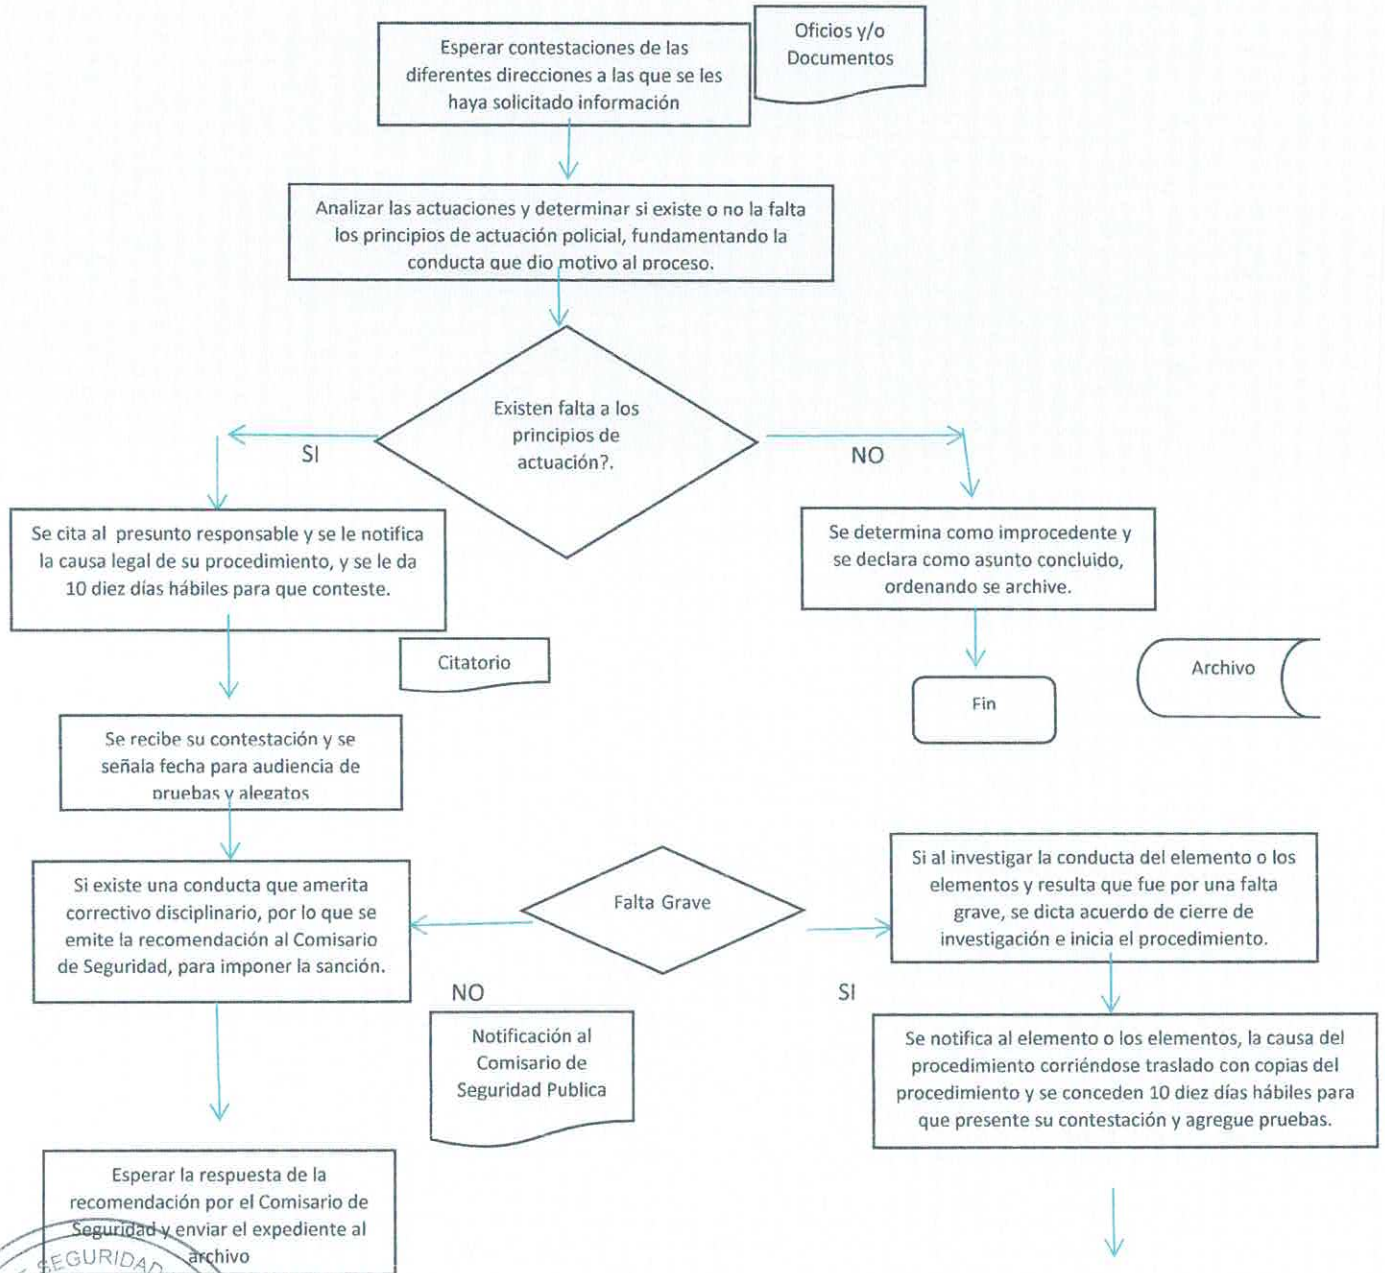 Esperar contestaciones de las
diferentes direcciones a las que se les
haya solicitado información
Oficios y/o
Documentos
Analizar las actuaciones y determinar si existe o no la falta
los principios de actuación policial, fundamentando la
conducta que dio motivo al proceso.
Existen falta a los
principios de
actuación?.
SI
NO
Se cita al presunto responsable y se le notifica
la causa legal de su procedimiento, y se le da
10 diez días hábiles para que conteste.
Se determina como improcedente y
se declara como asunto concluido,
ordenando se archive.
Citatorio
Archivo
Fin
Se recibe su contestación y se
señala fecha para audiencia de
pruebas y alegatos
Si existe una conducta que amerita
correctivo disciplinario, por lo que se
emite la recomendación al Comisario
de Seguridad, para imponer la sanción.
Falta Grave
Si al investigar la conducta del elemento o los
elementos y resulta que fue por una falta
grave, se dicta acuerdo de cierre de
investigación e inicia el procedimiento.
NO
SI
Notificación al
Comisario de
Seguridad Publica
Se notifica al elemento o los elementos, la causa del
procedimiento corriéndose traslado con copias del
procedimiento y se conceden 10 diez días hábiles para
que presente su contestación y agregue pruebas.
Esperar la respuesta de la
recomendación por el Comisario de
Seguridad y enviar el expediente al
archivo
SEGURIDAD